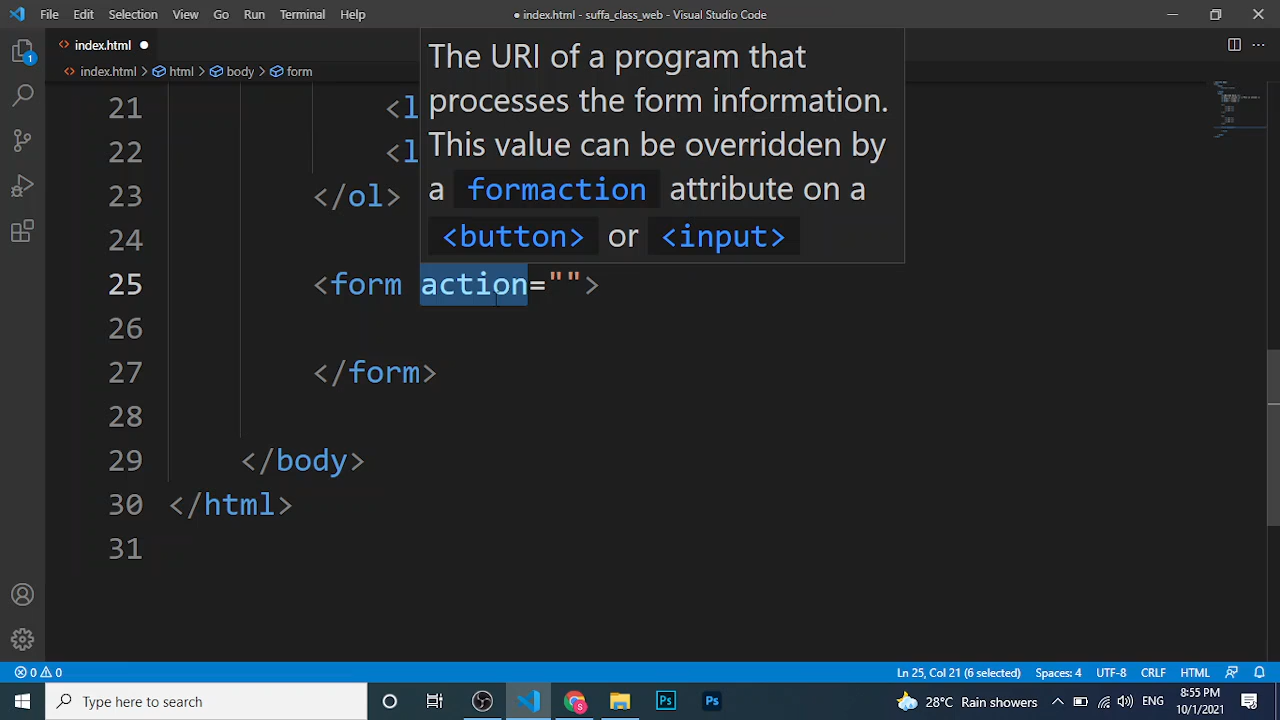 File Edit Selection View Go Run Terminal Help
● index.html - suffa_class_web - Visual Studio Code
1
<> index.html ●
<> index.html > html > body > form
The URI of a program that
processes the form information.
This value can be overridden by
a formaction attribute on a
<button> or <input>
21 <l
22 <l
23 </ol>
24
25 <form action="">
26
27 </form>
28
29 </body>
30 </html>
31
0 0 Ln 25, Col 21 (6 selected) Spaces: 4 UTF-8 CRLF HTML
Type here to search
S
Ps
Ps
28°C Rain showers
ENG
8:55 PM
10/1/2021